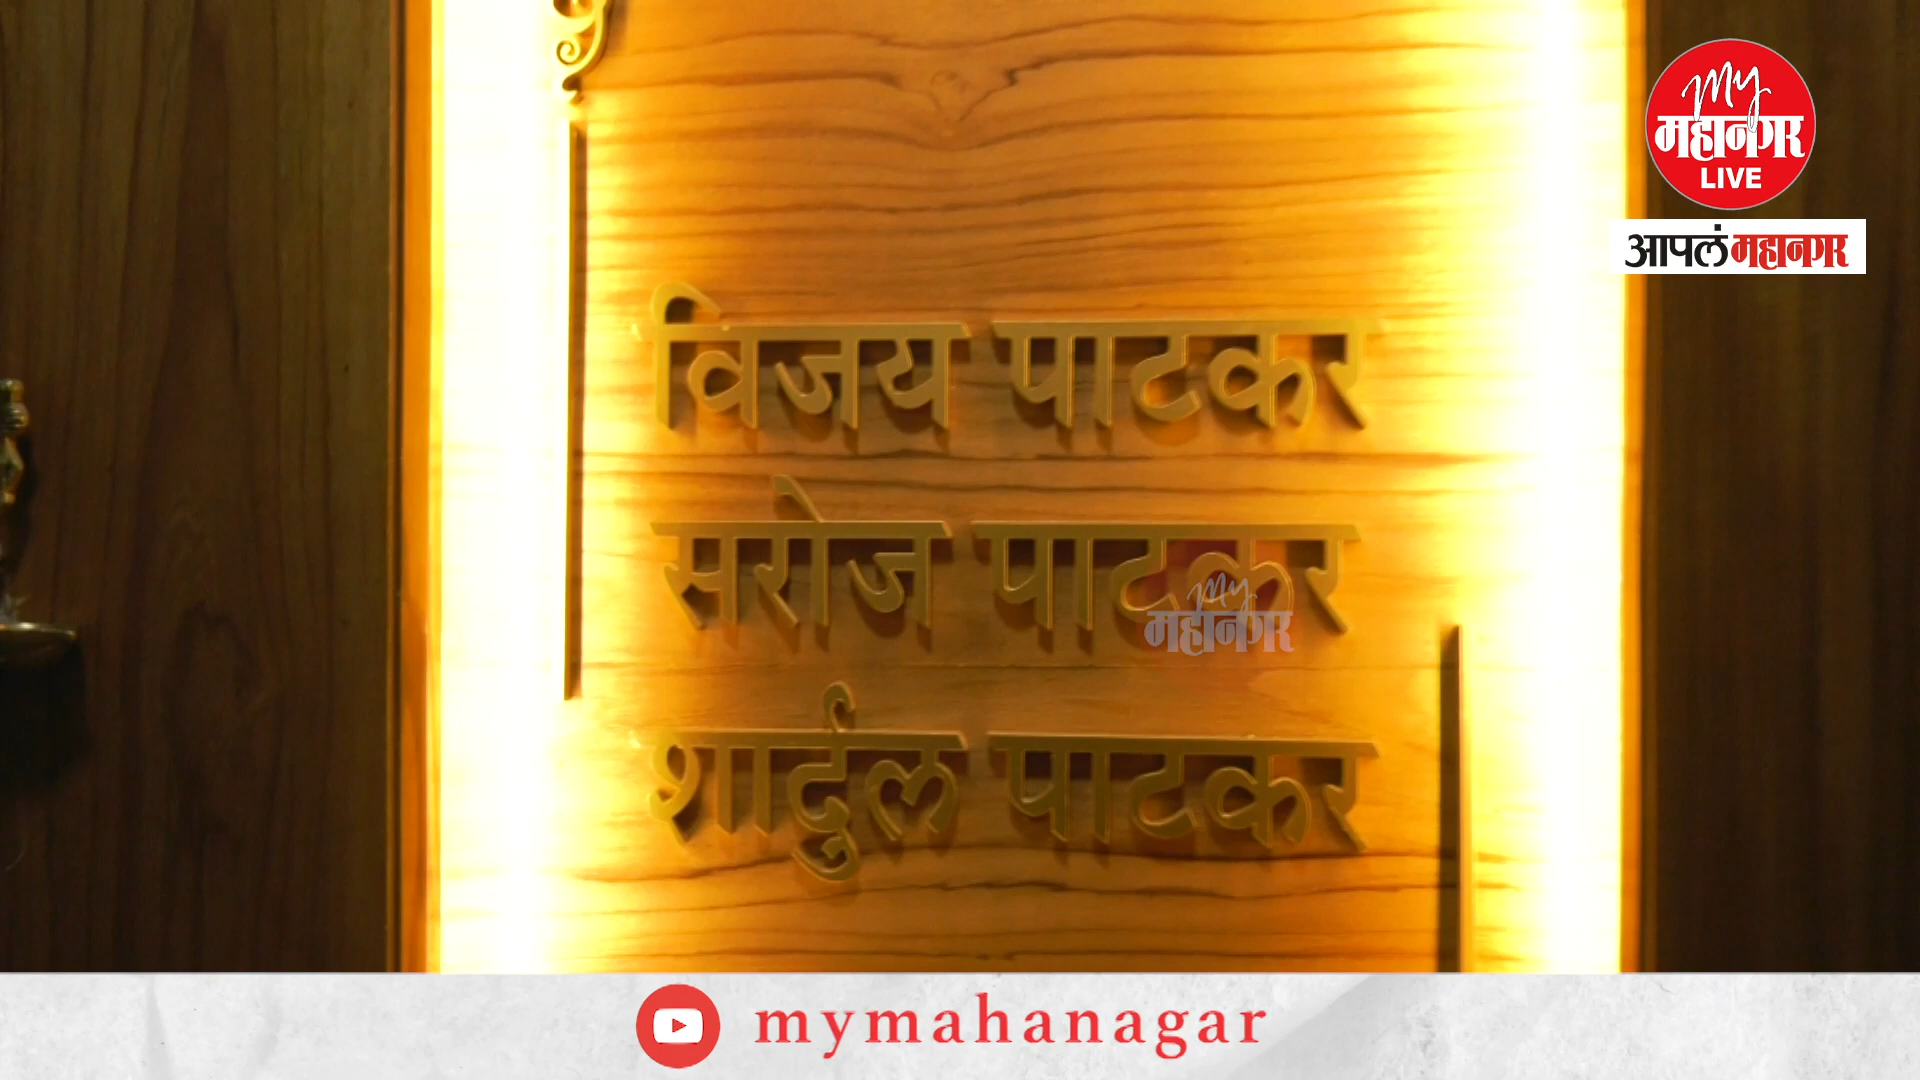 My
महानगर
LIVE
आपलं महानगर
विजय पाटकर
सरोज पाटकर
My
महानगर
शार्दुल पाटकर
mymahanagar